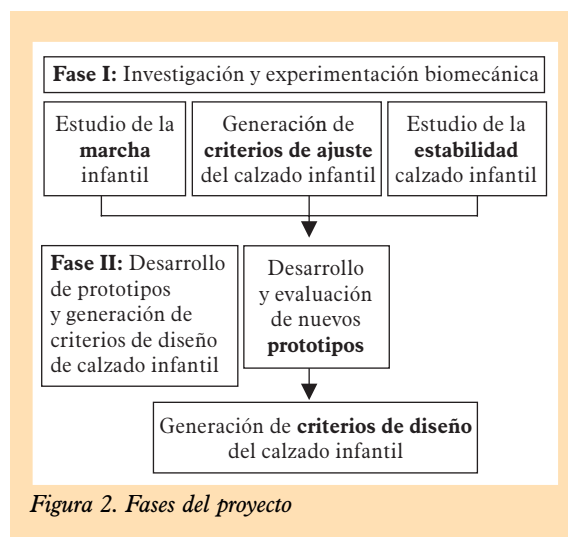 Fase I: Investigación y experimentación biomecánica
Estudio de la
marcha
infantil
Generación de
criterios de ajuste
del calzado infantil
Estudio de la
estabilidad
calzado infantil
Fase II: Desarrollo
de prototipos
y generación de
criterios de diseño
de calzado infantil
Desarrollo
y evaluación
de nuevos
prototipos
Generación de criterios de diseño
del calzado infantil
Figura 2. Fases del proyecto